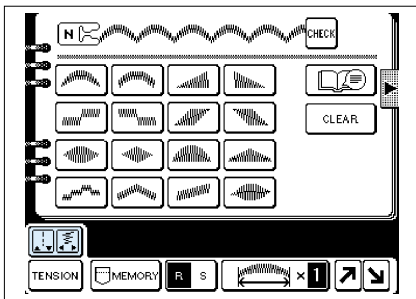 N
CHECK
CLEAR
TENSION
MEMORY
R S
× 1